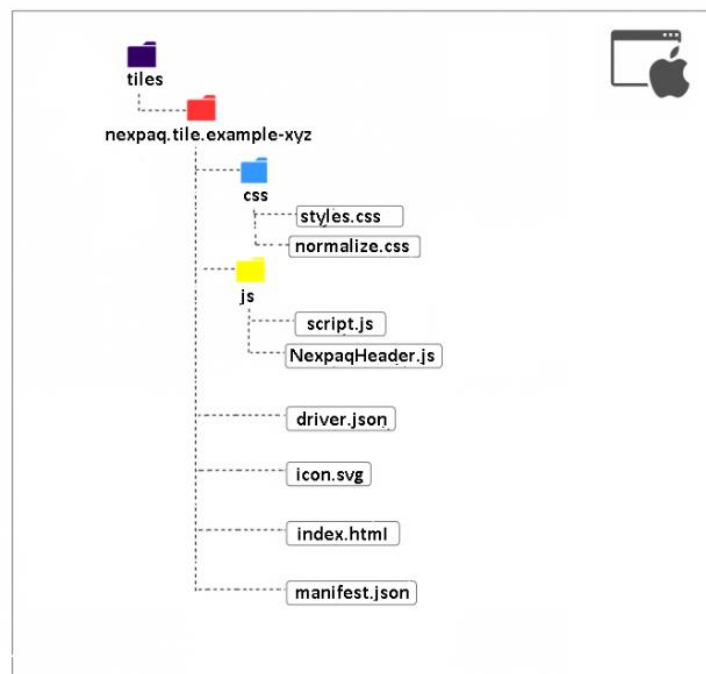 tiles
nexpaq.tile.example-xyz
css
styles.css
normalize.css
js
script.js
NexpaqHeader.js
driver.json
icon.svg
index.html
manifest.json